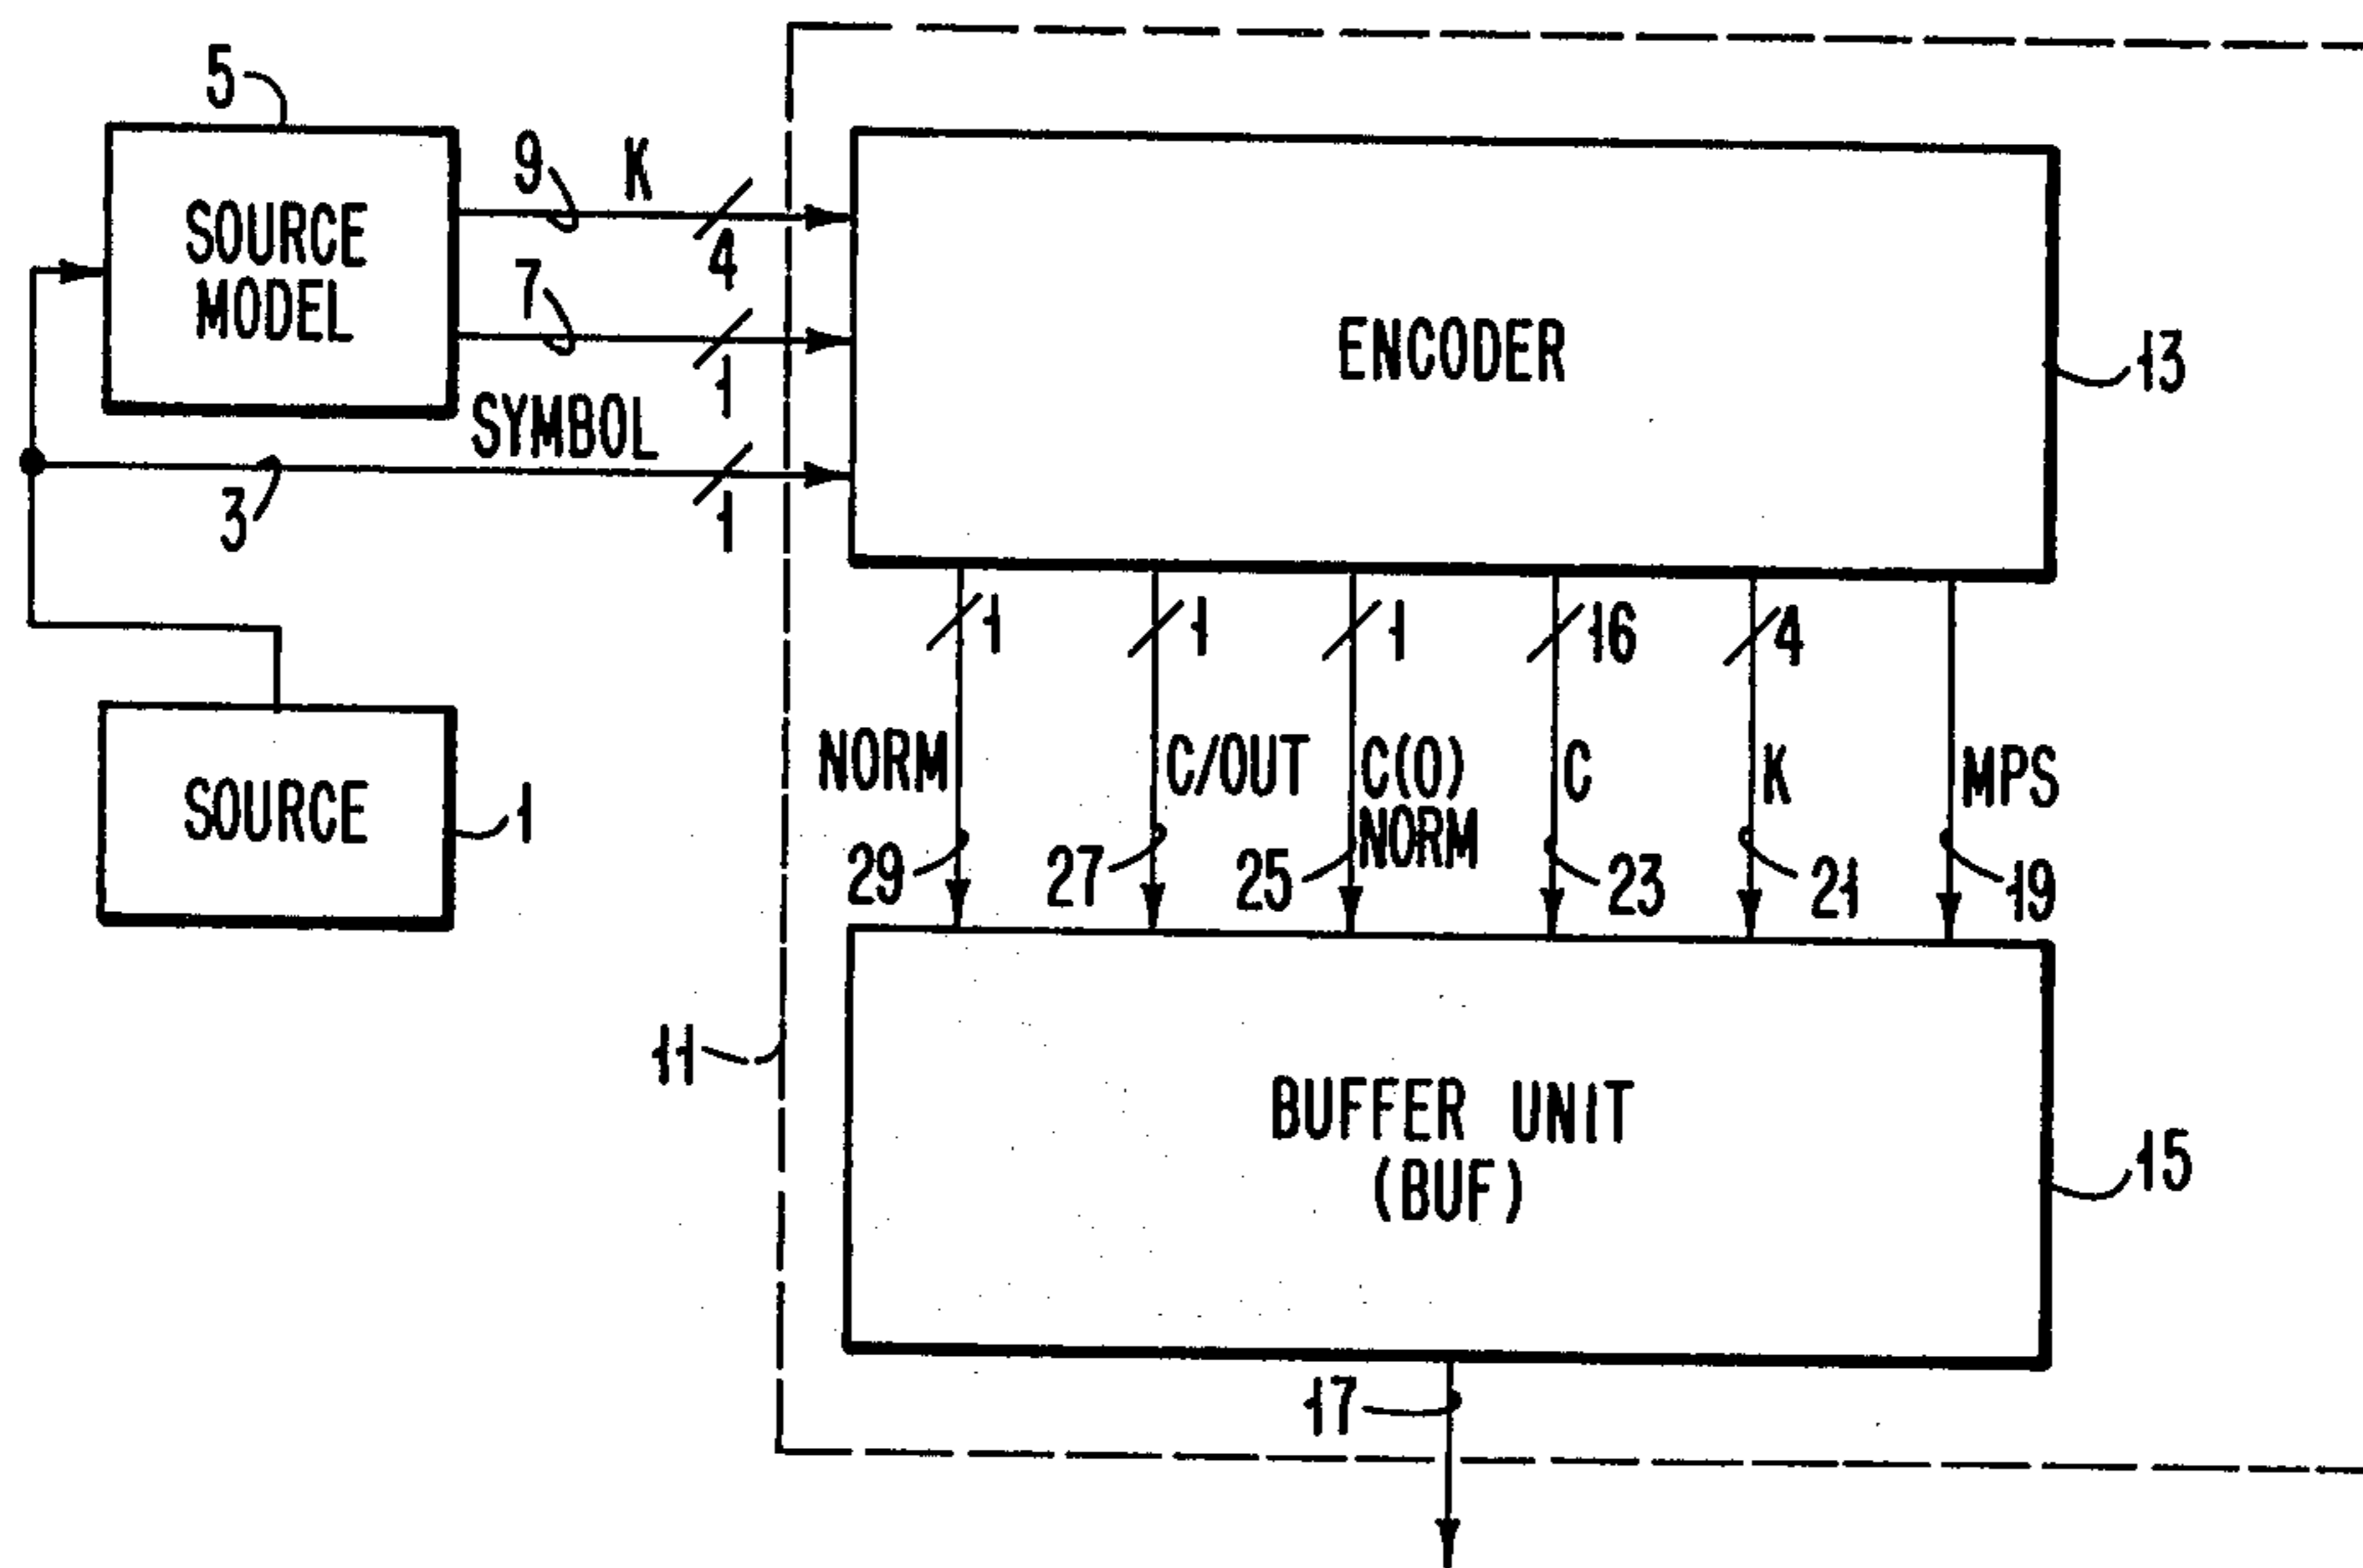 5
SOURCE
MODEL
9
K
4
7
1
SYMBOL
3
1
ENCODER
13
SOURCE
1
1
1
1
16
4
NORM
C/OUT
C(0)
NORM
C
K
MPS
29
27
25
23
21
19
11
BUFFER UNIT
(BUF)
15
17